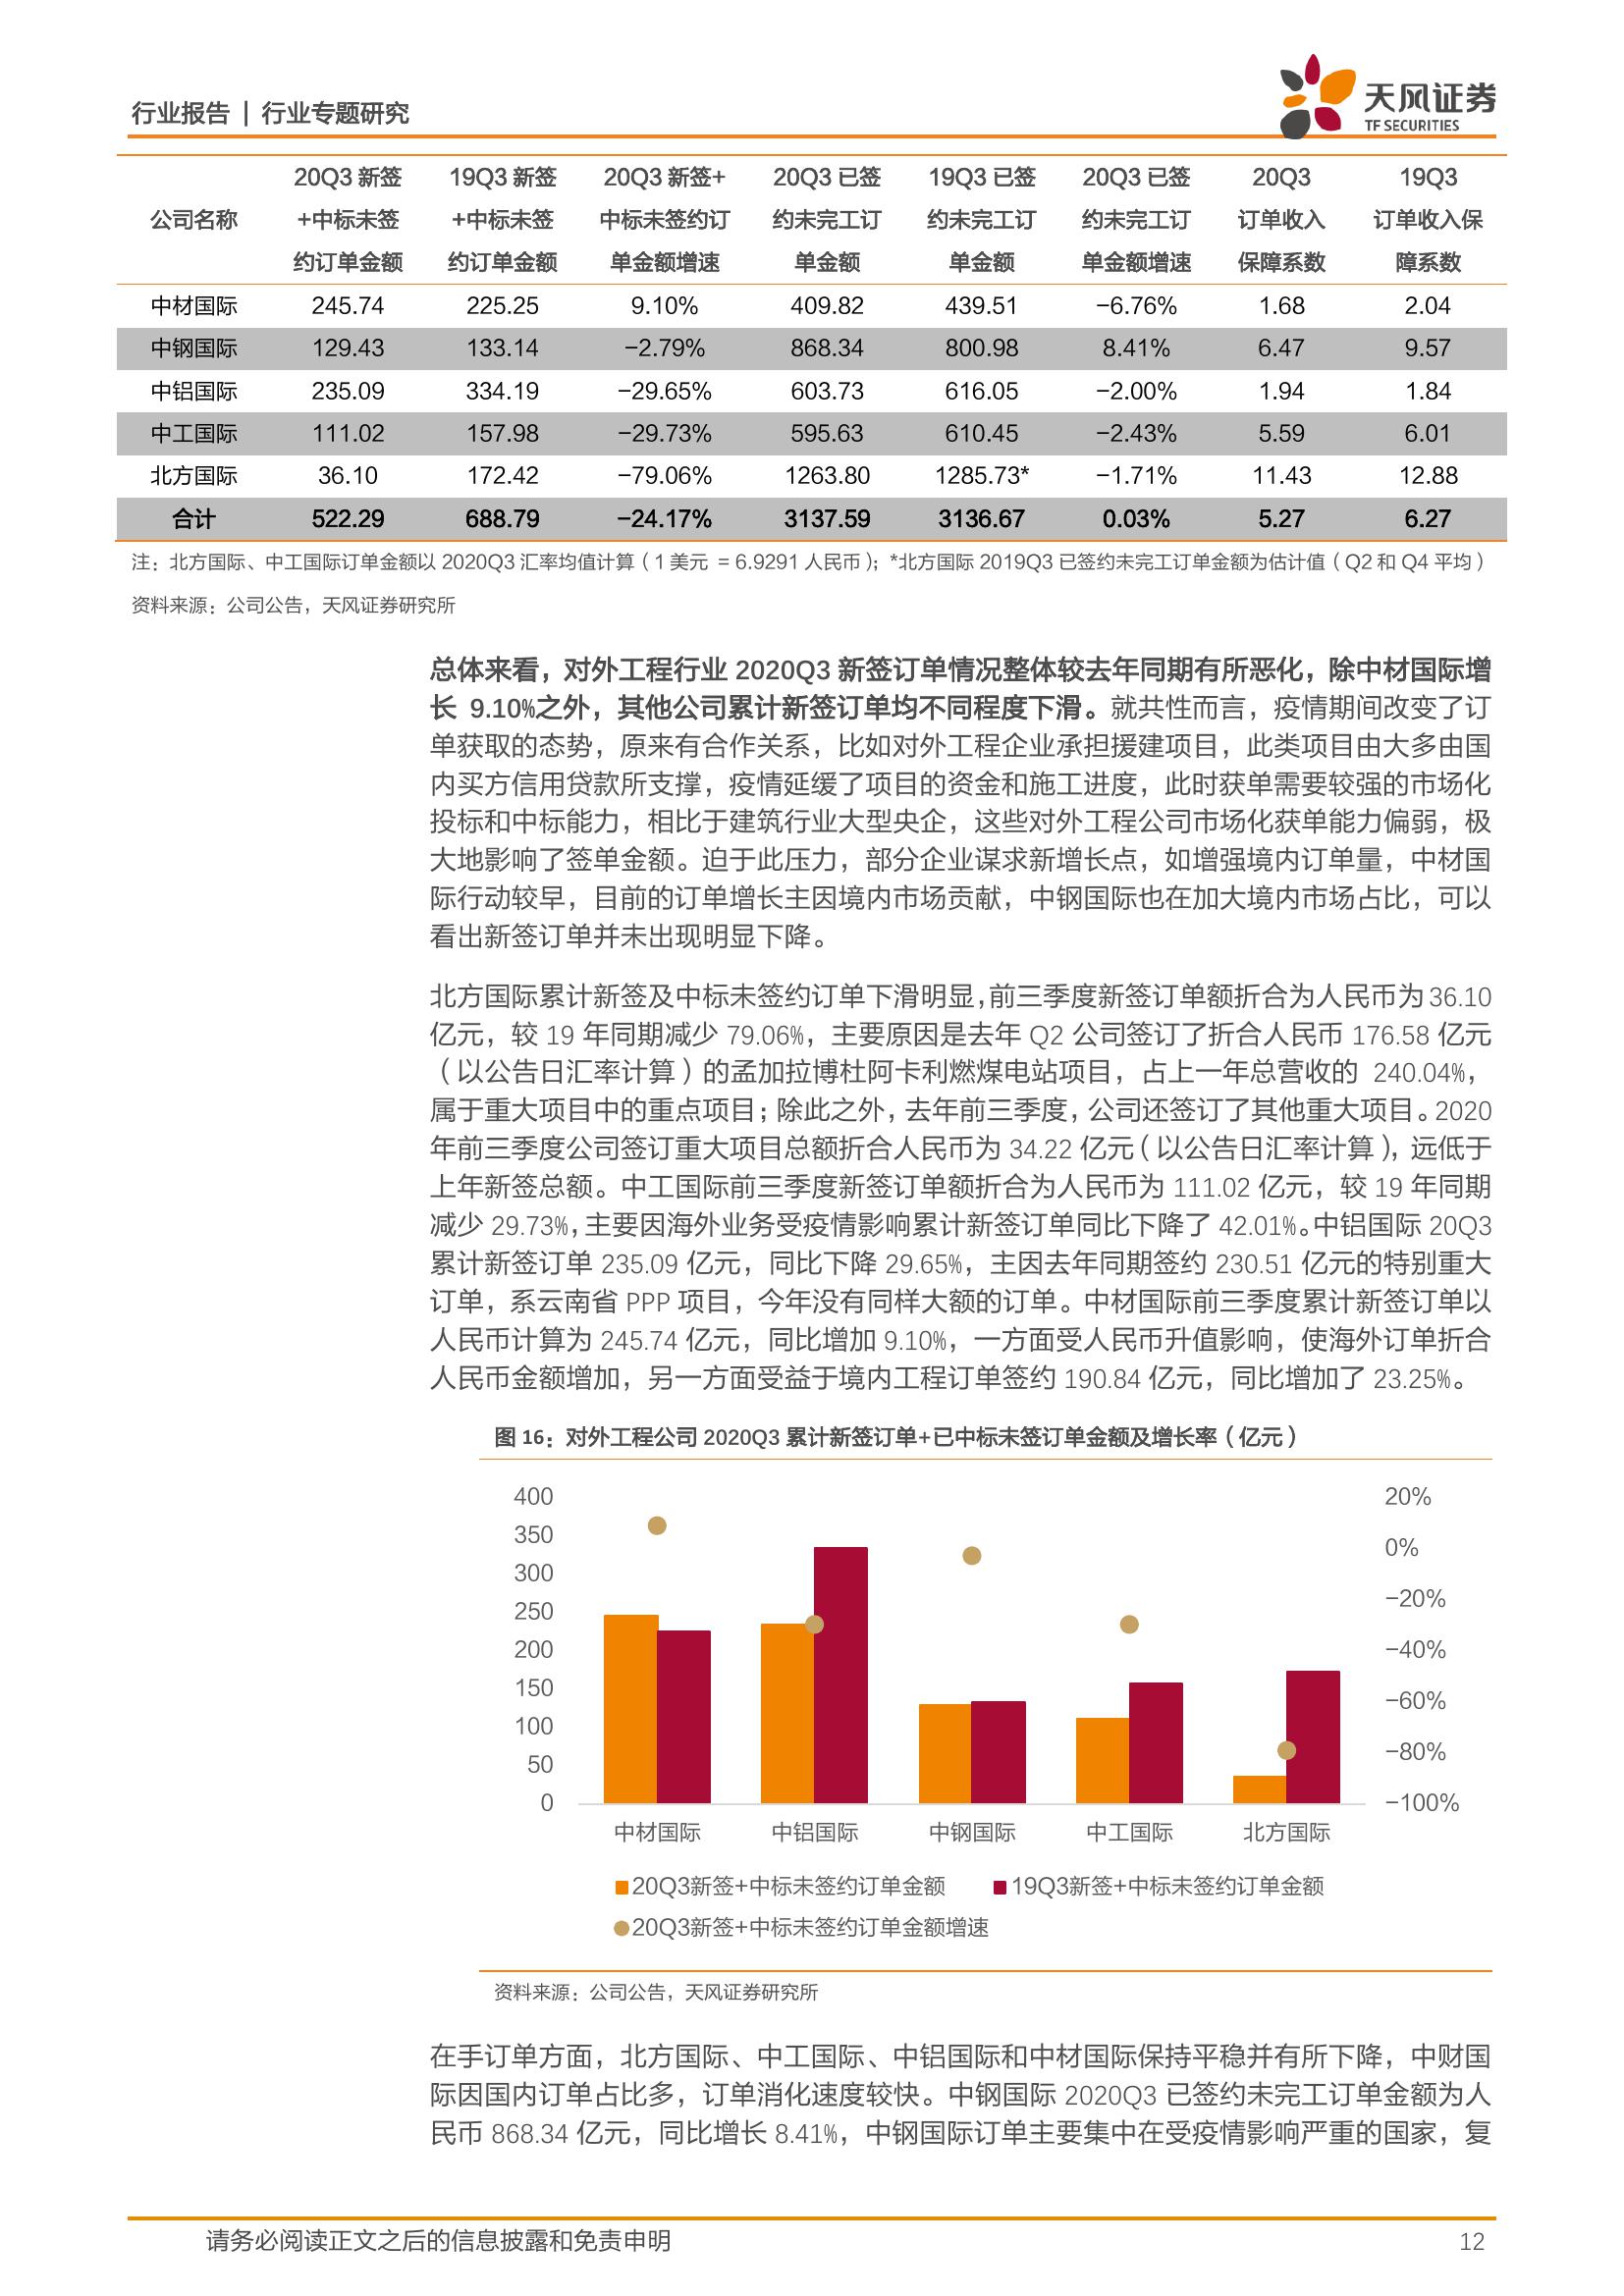 行业报告 | 行业专题研究
天风证券
TF SECURITIES
公司名称 20Q3 新签+中标未签约订单金额 19Q3 新签+中标未签约订单金额 20Q3 新签+中标未签约订单金额增速 20Q3 已签约未完工订单金额 19Q3 已签约未完工订单金额 20Q3 已签约未完工订单金额增速 20Q3 订单收入保障系数 19Q3 订单收入保障系数
中材国际 245.74 225.25 9.10% 409.82 439.51 −6.76% 1.68 2.04
中钢国际 129.43 133.14 −2.79% 868.34 800.98 8.41% 6.47 9.57
中铝国际 235.09 334.19 −29.65% 603.73 616.05 −2.00% 1.94 1.84
中工国际 111.02 157.98 −29.73% 595.63 610.45 −2.43% 5.59 6.01
北方国际 36.10 172.42 −79.06% 1263.80 1285.73* −1.71% 11.43 12.88
合计 522.29 688.79 −24.17% 3137.59 3136.67 0.03% 5.27 6.27
注：北方国际、中工国际订单金额以 2020Q3 汇率均值计算（1 美元 = 6.9291 人民币）；*北方国际 2019Q3 已签约未完工订单金额为估计值（Q2 和 Q4 平均）
资料来源：公司公告，天风证券研究所
总体来看，对外工程行业 2020Q3 新签订单情况整体较去年同期有所恶化，除中材国际增
长 9.10%之外，其他公司累计新签订单均不同程度下滑。就共性而言，疫情期间改变了订
单获取的态势，原来有合作关系，比如对外工程企业承担援建项目，此类项目由大多由国
内买方信用贷款所支撑，疫情延缓了项目的资金和施工进度，此时获单需要较强的市场化
投标和中标能力，相比于建筑行业大型央企，这些对外工程公司市场化获单能力偏弱，极
大地影响了签单金额。迫于此压力，部分企业谋求新增长点，如增强境内订单量，中材国
际行动较早，目前的订单增长主因境内市场贡献，中钢国际也在加大境内市场占比，可以
看出新签订单并未出现明显下降。
北方国际累计新签及中标未签约订单下滑明显，前三季度新签订单额折合为人民币为 36.10
亿元，较 19 年同期减少 79.06%，主要原因是去年 Q2 公司签订了折合人民币 176.58 亿元
（以公告日汇率计算）的孟加拉博杜阿卡利燃煤电站项目，占上一年总营收的 240.04%，
属于重大项目中的重点项目；除此之外，去年前三季度，公司还签订了其他重大项目。2020
年前三季度公司签订重大项目总额折合人民币为 34.22 亿元（以公告日汇率计算），远低于
上年新签总额。中工国际前三季度新签订单额折合为人民币为 111.02 亿元，较 19 年同期
减少 29.73%，主要因海外业务受疫情影响累计新签订单同比下降了 42.01%。中铝国际 20Q3
累计新签订单 235.09 亿元，同比下降 29.65%，主因去年同期签约 230.51 亿元的特别重大
订单，系云南省 PPP 项目，今年没有同样大额的订单。中材国际前三季度累计新签订单以
人民币计算为 245.74 亿元，同比增加 9.10%，一方面受人民币升值影响，使海外订单折合
人民币金额增加，另一方面受益于境内工程订单签约 190.84 亿元，同比增加了 23.25%。
图 16：对外工程公司 2020Q3 累计新签订单+已中标未签订单金额及增长率（亿元）
400 20%
350
300 0%
250 −20%
200 −40%
150 −60%
100
50 −80%
0 −100%
中材国际 中铝国际 中钢国际 中工国际 北方国际
20Q3新签+中标未签约订单金额 19Q3新签+中标未签约订单金额
20Q3新签+中标未签约订单金额增速
资料来源：公司公告，天风证券研究所
在手订单方面，北方国际、中工国际、中铝国际和中材国际保持平稳并有所下降，中财国
际因国内订单占比多，订单消化速度较快。中钢国际 2020Q3 已签约未完工订单金额为人
民币 868.34 亿元，同比增长 8.41%，中钢国际订单主要集中在受疫情影响严重的国家，复
请务必阅读正文之后的信息披露和免责申明 12